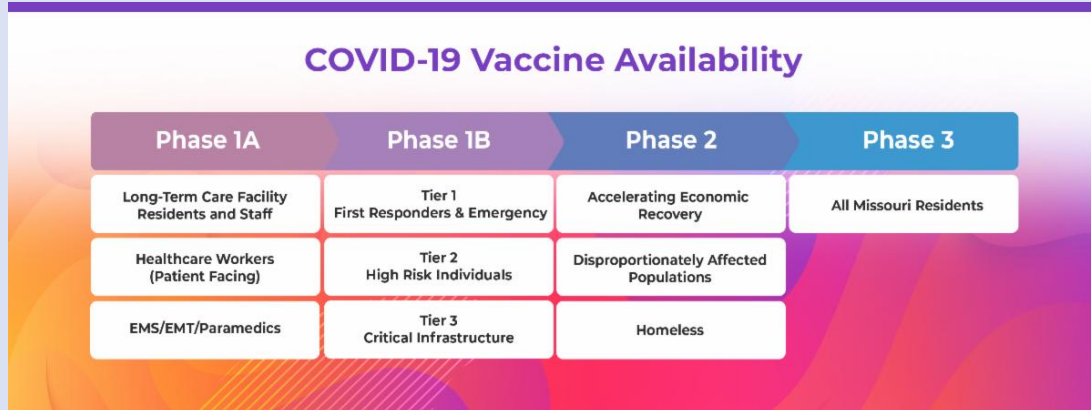 COVID-19 Vaccine Availability
Phase 1A
Phase 1B
Phase 2
Phase 3
Long-Term Care Facility
Residents and Staff
Tier 1
First Responders & Emergency
Accelerating Economic
Recovery
All Missouri Residents
Healthcare Workers
(Patient Facing)
Tier 2
High Risk Individuals
Disproportionately Affected
Populations
EMS/EMT/Paramedics
Tier 3
Critical Infrastructure
Homeless